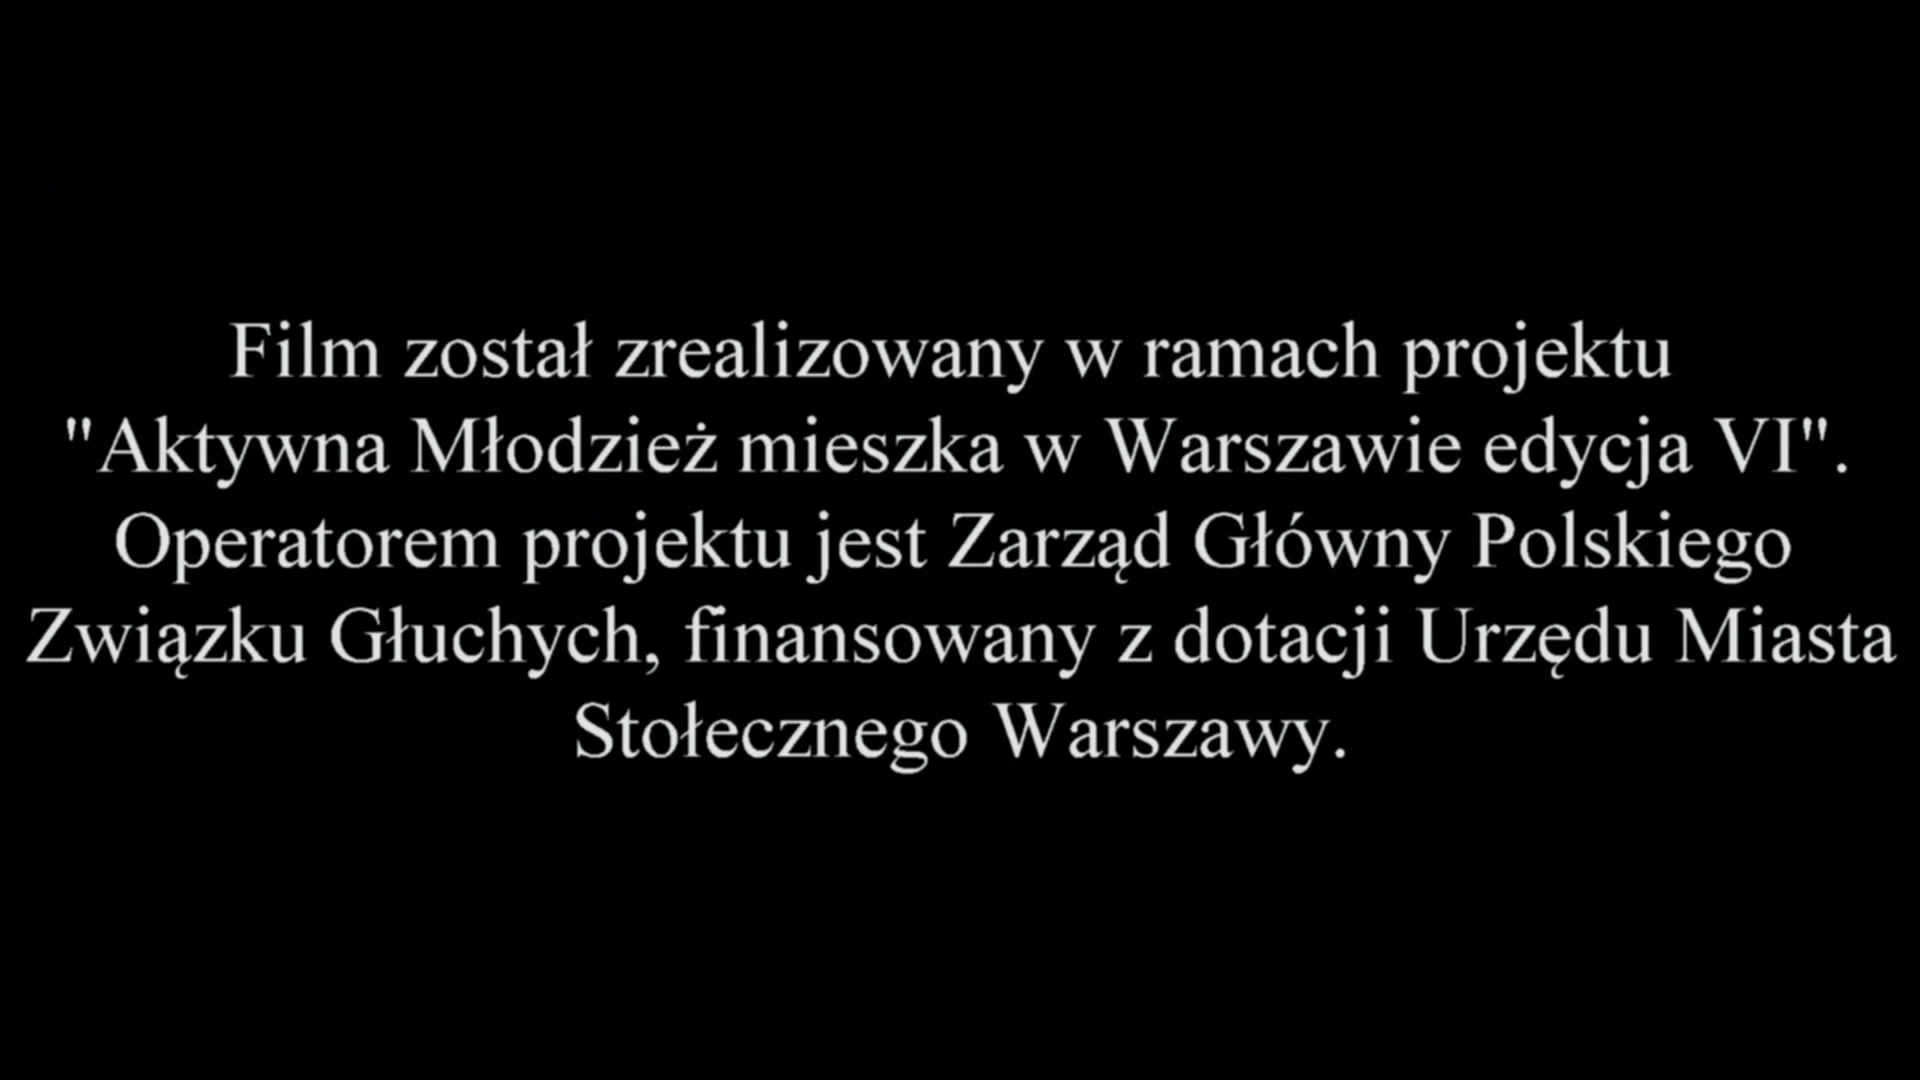 Film został zrealizowany w ramach projektu
"Aktywna Młodzież mieszka w Warszawie edycja VI".
Operatorem projektu jest Zarząd Główny Polskiego
Związku Głuchych, finansowany z dotacji Urzędu Miasta
Stołecznego Warszawy.